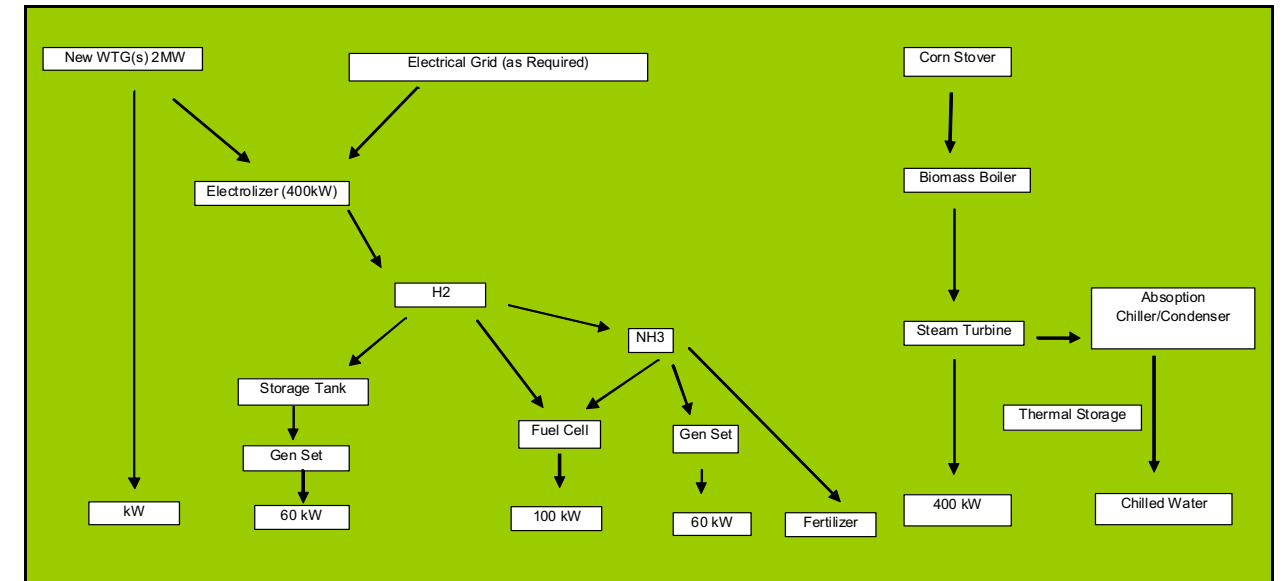 New WTG(s) 2MW
Electrical Grid (as Required)
Corn Stover
Biomass Boiler
Electrolizer (400kW)
H2
Absoption
Chiller/Condenser
Steam Turbine
NH3
Storage Tank
Thermal Storage
Fuel Cell
Gen Set
Gen Set
kW
60 kW
100 kW
60 kW
Fertilizer
400 kW
Chilled Water